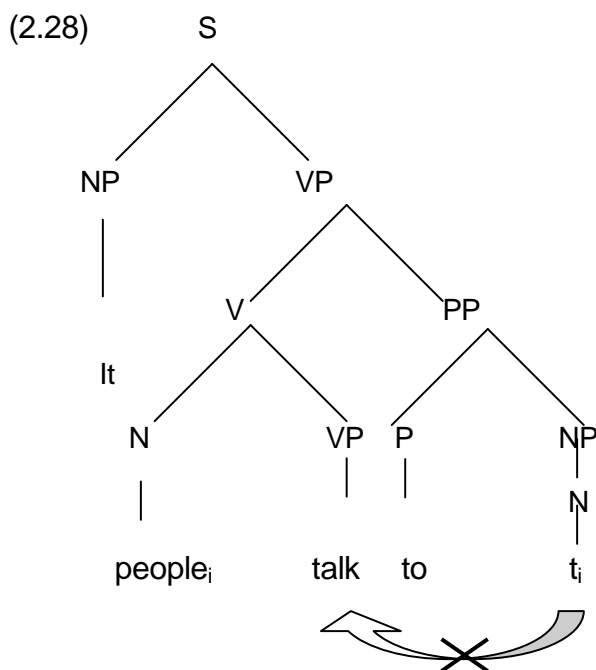 (2.28) S
NP VP
V PP
It
N VP P NP
N
peopleᵢ talk to tᵢ